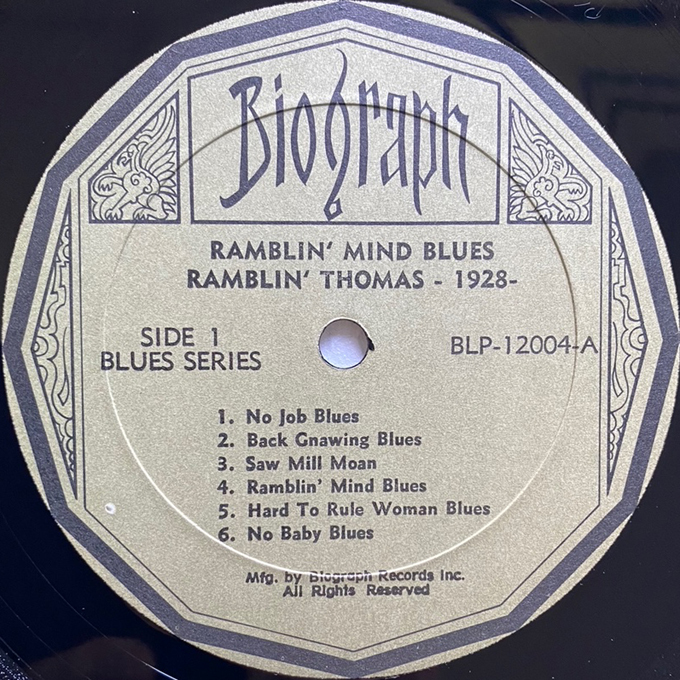 Biograph
RAMBLIN' MIND BLUES
RAMBLIN' THOMAS - 1928-
SIDE 1
BLUES SERIES
BLP-12004-A
1. No Job Blues
2. Back Gnawing Blues
3. Saw Mill Moan
4. Ramblin' Mind Blues
5. Hard To Rule Woman Blues
6. No Baby Blues
Mfg. by Biograph Records Inc.
All Rights Reserved